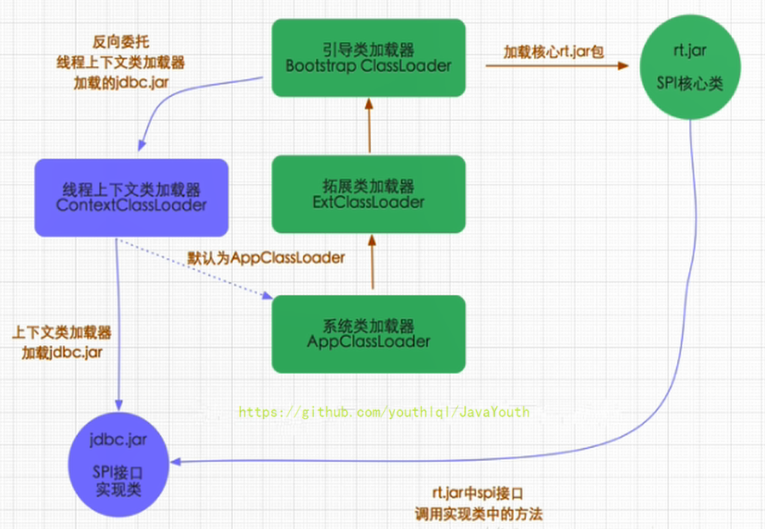 反向委托
线程上下文类加载器
加载的jdbc.jar
引导类加载器
Bootstrap ClassLoader
加载核心rt.jar包
rt.jar
SPI核心类
线程上下文类加载器
ContextClassLoader
拓展类加载器
ExtClassLoader
默认为AppClassLoader
系统类加载器
AppClassLoader
上下文类加载器
加载jdbc.jar
https://github.com/youthlql/JavaYouth
jdbc.jar
SPI接口
实现类
rt.jar中spi接口
调用实现类中的方法